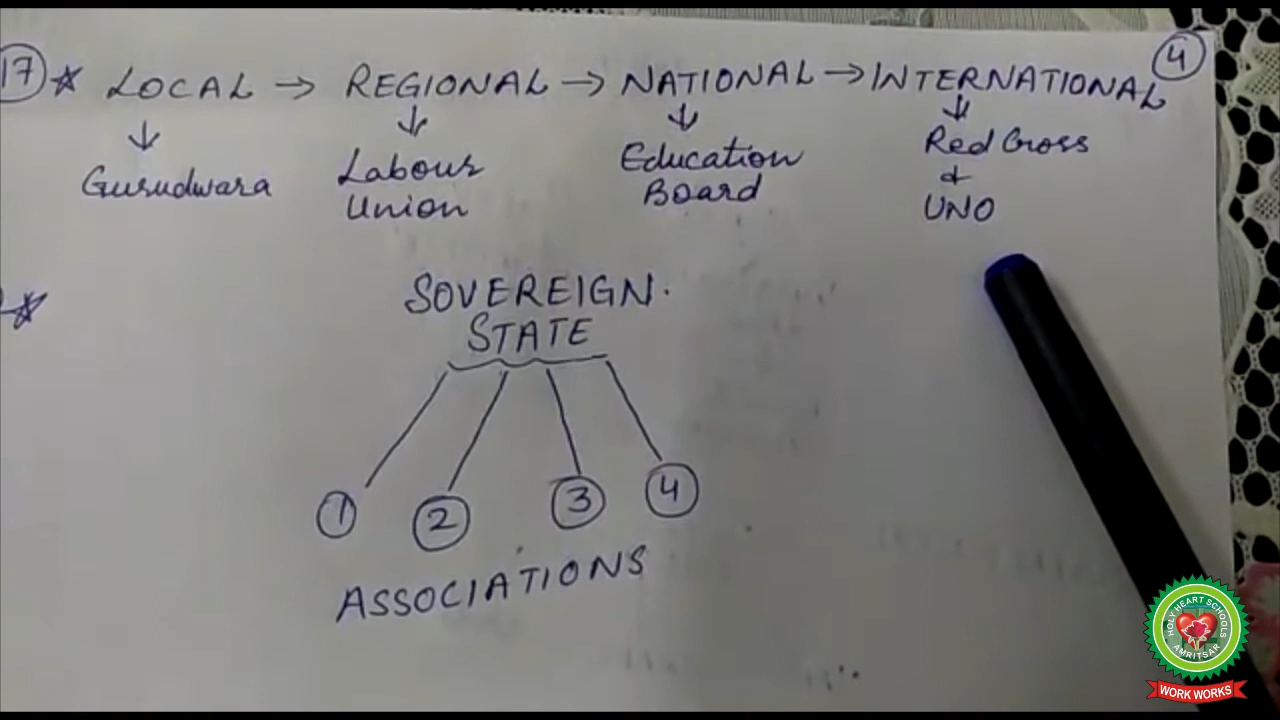 17 ☆ LOCAL → REGIONAL → NATIONAL → INTERNATIONAL 4
↓ ↓ ↓ ↓
Gurudwara Labour Union Education Board Red Cross & UNO
☆ SOVEREIGN.
STATE
1 2 3 4
ASSOCIATIONS
HOLY HEART SCHOOLS
AMRITSAR
WORK WORKS